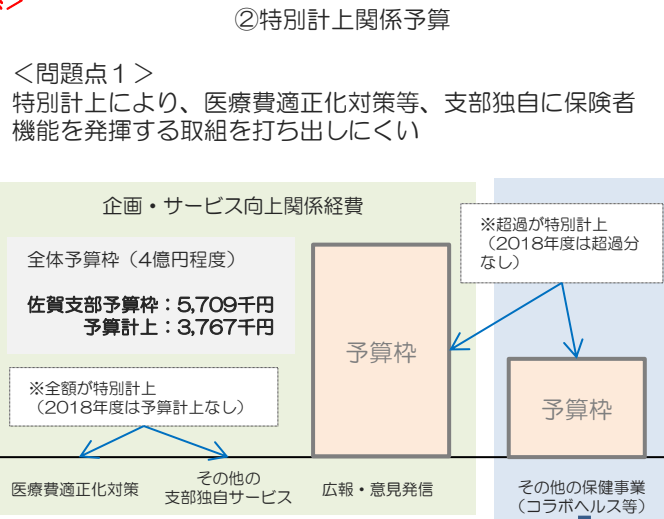 ②特別計上関係予算
＜問題点１＞
特別計上により、医療費適正化対策等、支部独自に保険者
機能を発揮する取組を打ち出しにくい
企画・サービス向上関係経費
※超過が特別計上
（2018年度は超過分
なし）
全体予算枠（4億円程度）
佐賀支部予算枠：5,709千円
予算計上：3,767千円
予算枠
※全額が特別計上
（2018年度は予算計上なし）
予算枠
医療費適正化対策
その他の
支部独自サービス
広報・意見発信
その他の保健事業
（コラボヘルス等）